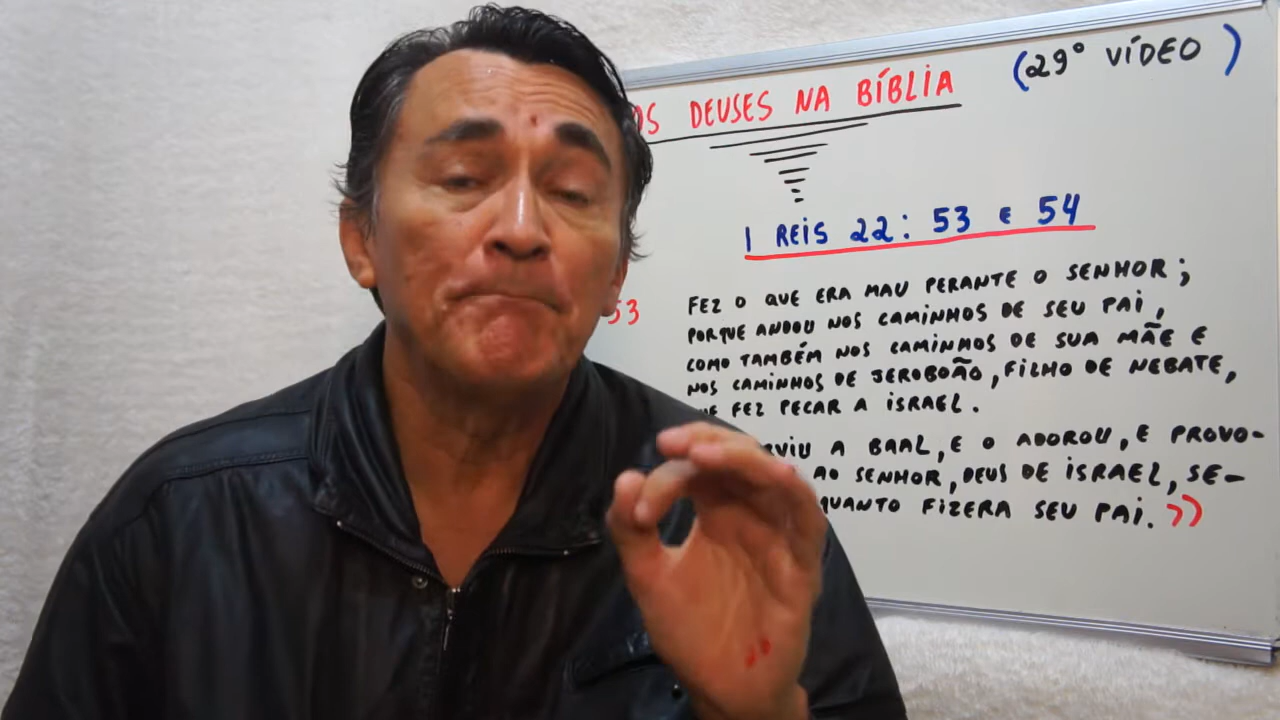 OS DEUSES NA BÍBLIA
(29º VÍDEO)
1 REIS 22: 53 E 54
53 FEZ O QUE ERA MAU PERANTE O SENHOR;
PORQUE ANDOU NOS CAMINHOS DE SEU PAI,
COMO TAMBÉM NOS CAMINHOS DE SUA MÃE E
NOS CAMINHOS DE JEROBOÃO, FILHO DE NEBATE,
FEZ PECAR A ISRAEL.
A BAAL, E O ADOROU, E PROVO-
AO SENHOR, DEUS DE ISRAEL, SE-
QUANTO FIZERA SEU PAI. ))